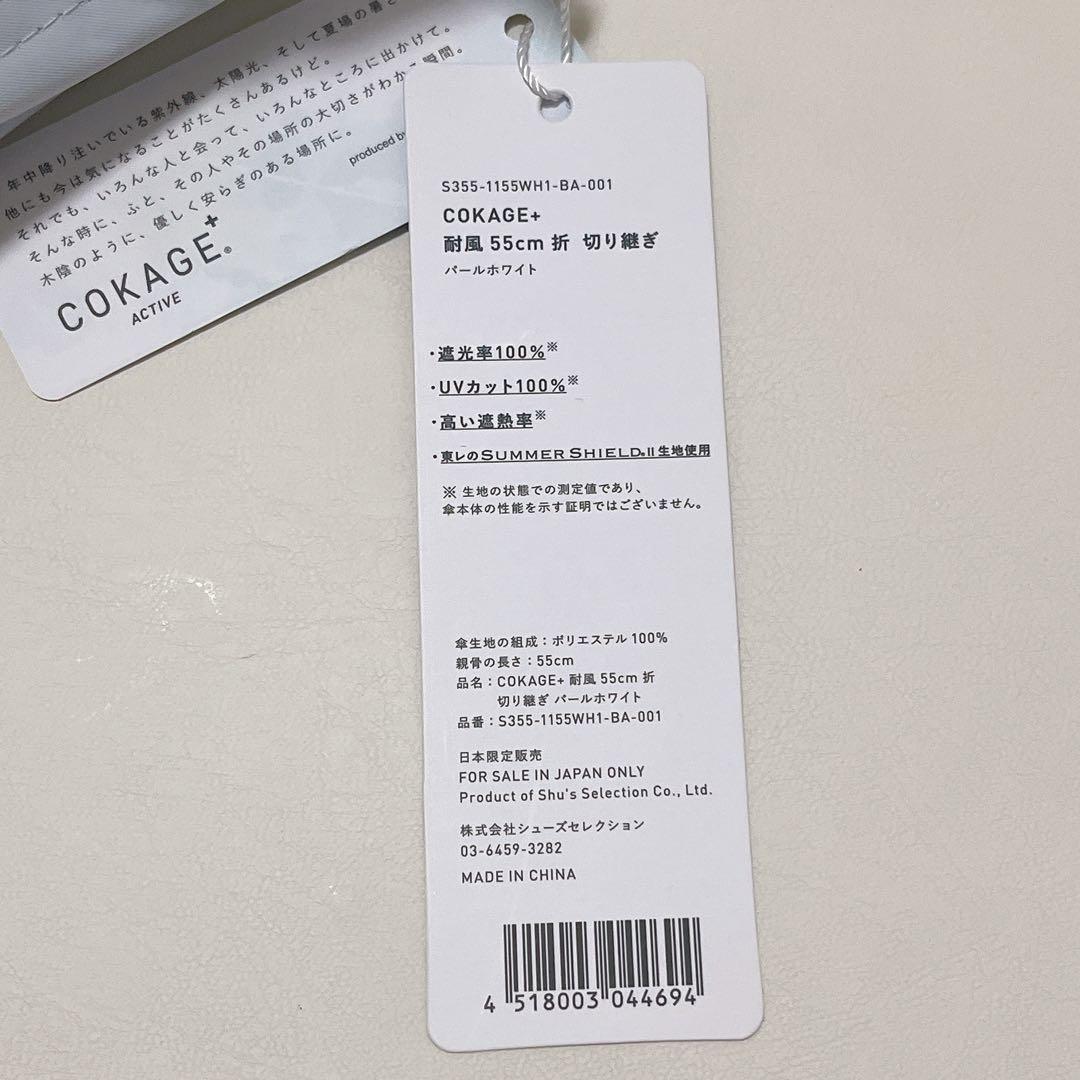 年中降り注いでいる紫外線、太陽光、そして夏場の暑さ
他にも今は気になることがたくさんあるけど。
それでも、いろんな人と会って、いろんなところに出かけて。
そんな時に、ふと、その人やその場所の大切さがわかる瞬間。
木陰のように、優しく安らぎのある場所に。
produced by
COKAGE+®
ACTIVE
S355-1155WH1-BA-001
COKAGE+
耐風 55cm 折 切り継ぎ
パールホワイト
・遮光率100%※
・UVカット100%※
・高い遮熱率※
・東レのSUMMER SHIELD®II生地使用
※ 生地の状態での測定値であり、
傘本体の性能を示す証明ではございません。
傘生地の組成：ポリエステル 100%
親骨の長さ：55cm
品名：COKAGE+ 耐風 55cm 折
切り継ぎ パールホワイト
品番：S355-1155WH1-BA-001
日本限定販売
FOR SALE IN JAPAN ONLY
Product of Shu's Selection Co., Ltd.
株式会社シューズセレクション
03-6459-3282
MADE IN CHINA
4 518003 044694